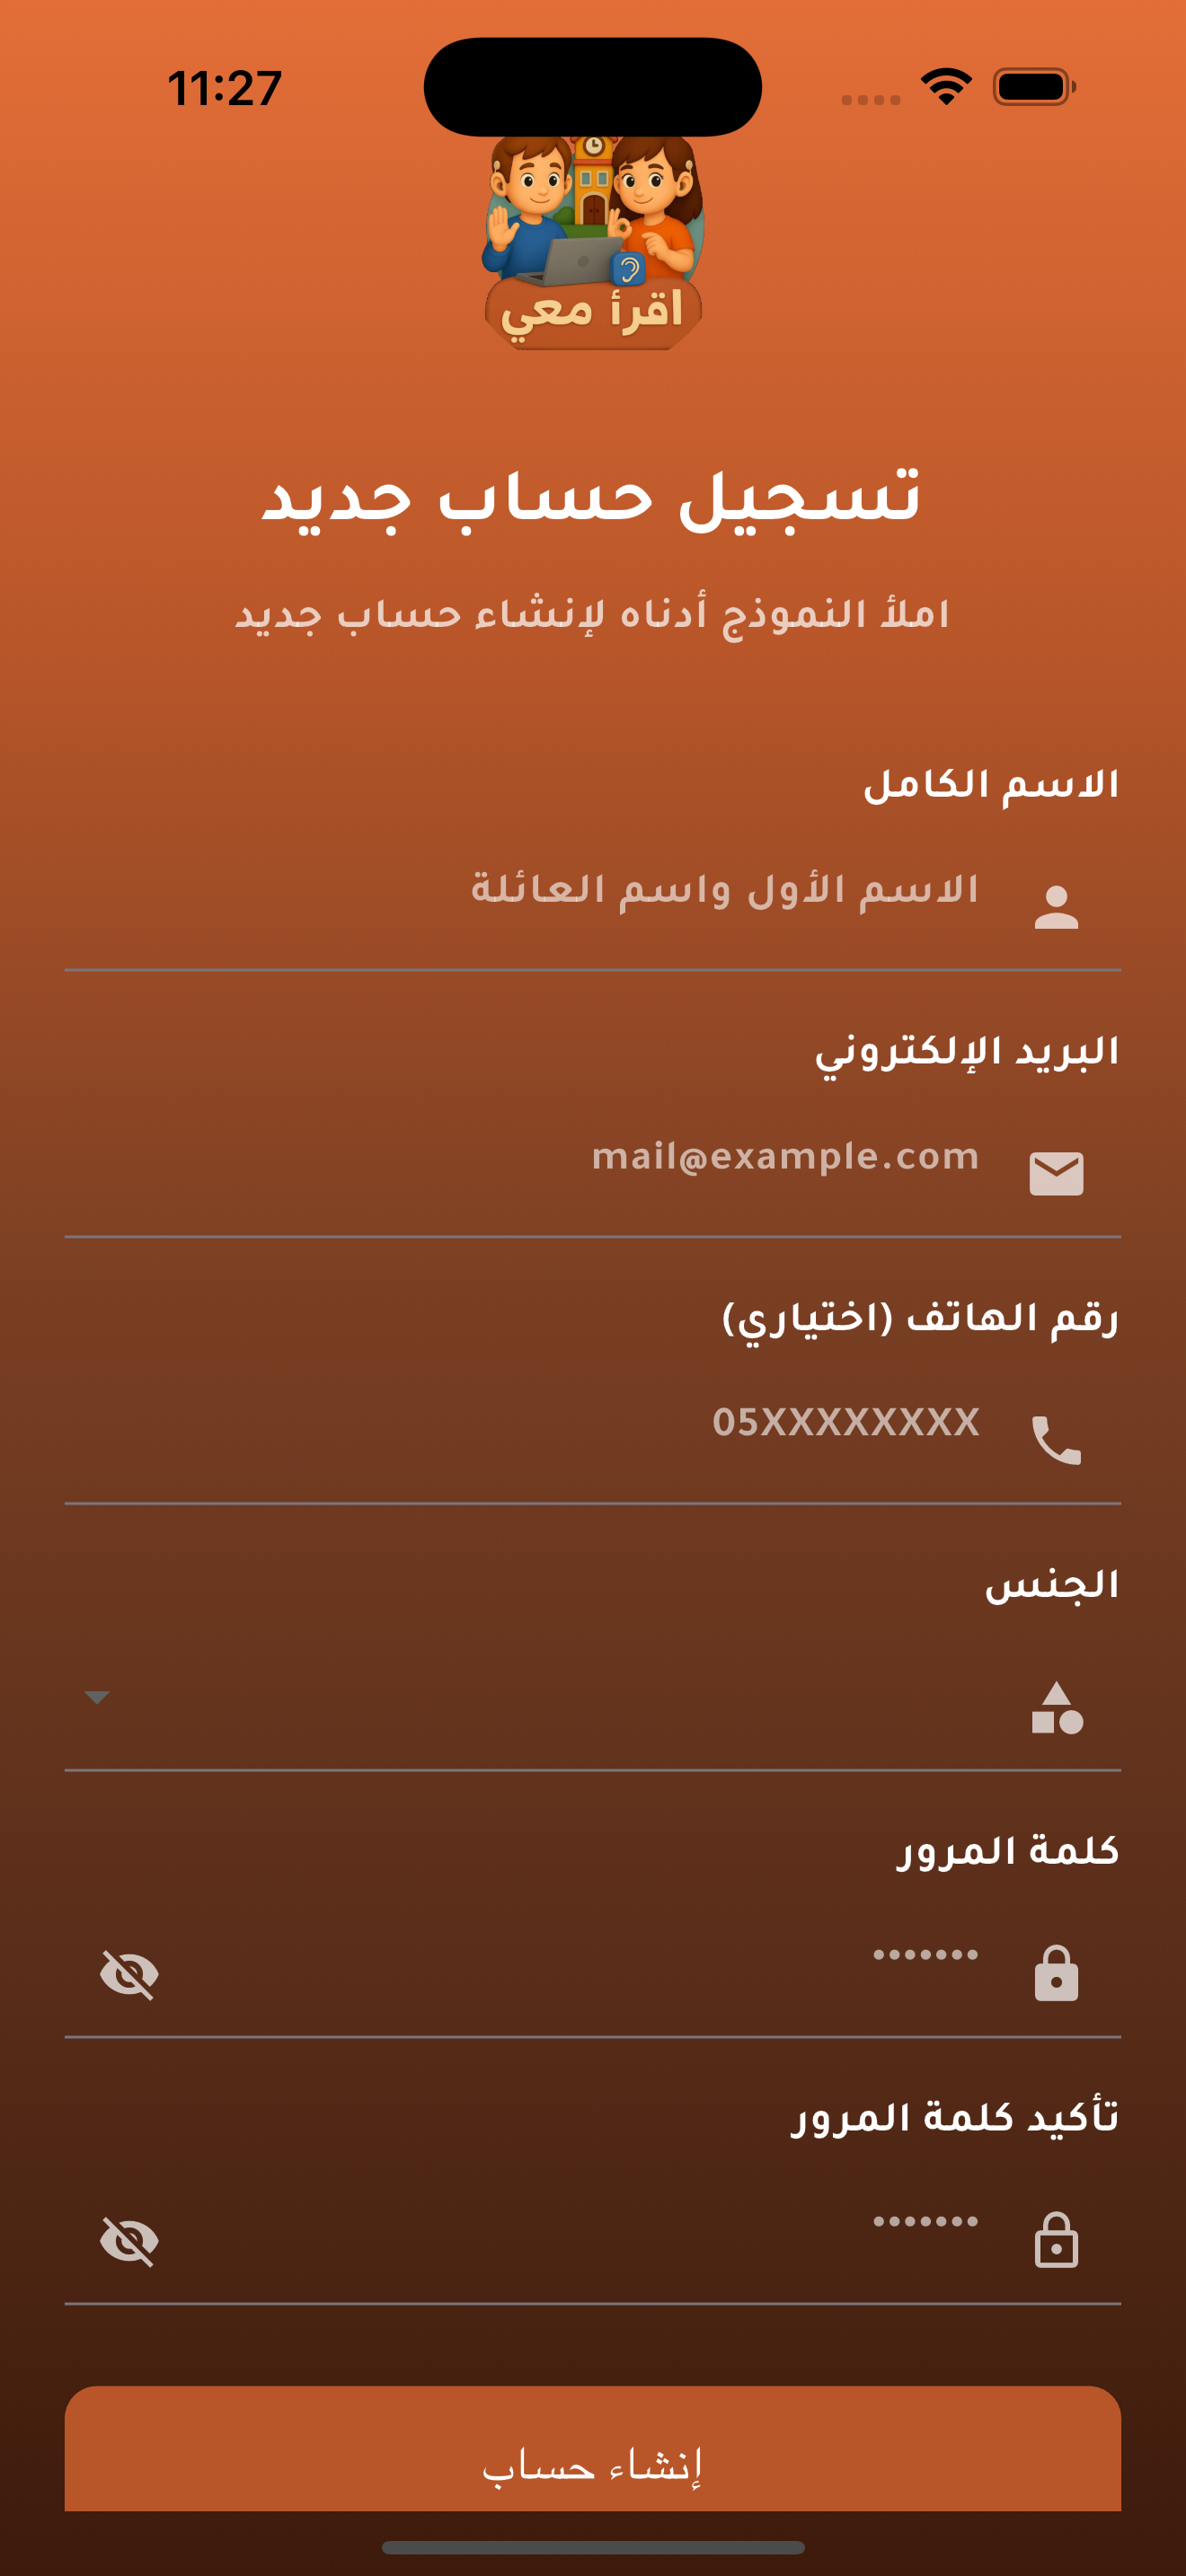 11:27
اقرأ معي
تسجيل حساب جديد
املأ النموذج أدناه لإنشاء حساب جديد
الاسم الكامل
الاسم الأول واسم العائلة
البريد الإلكتروني
mail@example.com
رقم الهاتف (اختياري)
05XXXXXXXX
الجنس
كلمة المرور
•••••••
تأكيد كلمة المرور
•••••••
إنشاء حساب